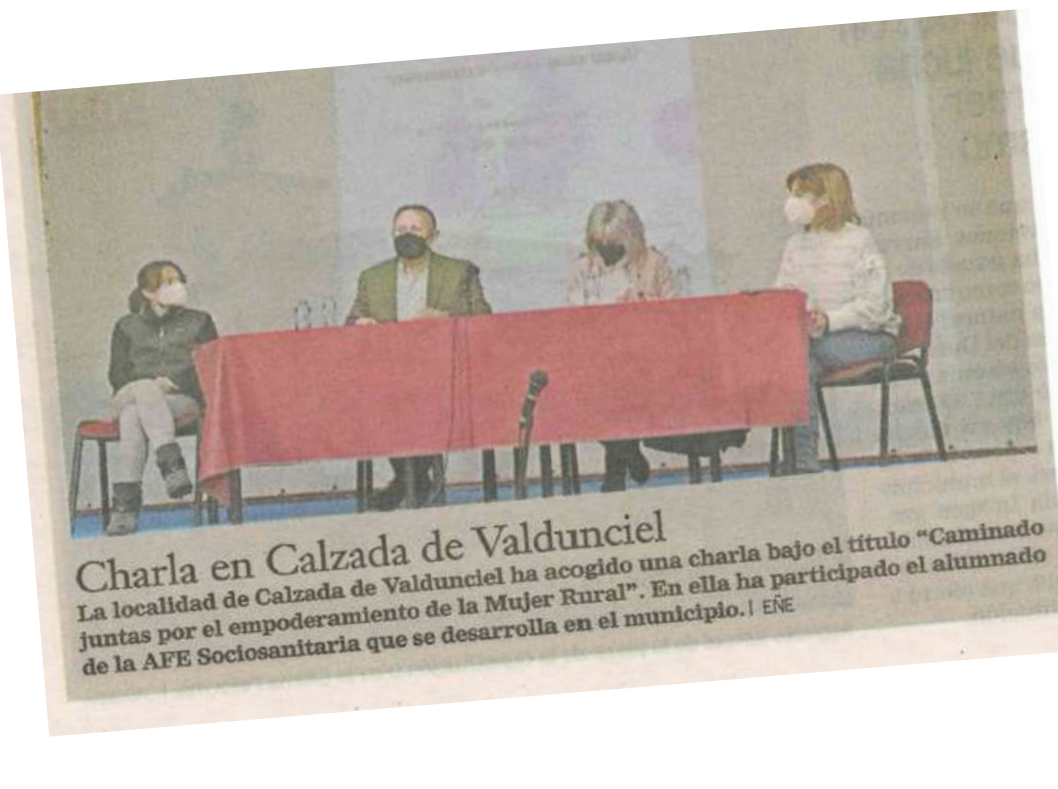 Charla en Calzada de Valdunciel
La localidad de Calzada de Valdunciel ha acogido una charla bajo el título “Caminado
juntas por el empoderamiento de la Mujer Rural”. En ella ha participado el alumnado
de la AFE Sociosanitaria que se desarrolla en el municipio. | EÑE